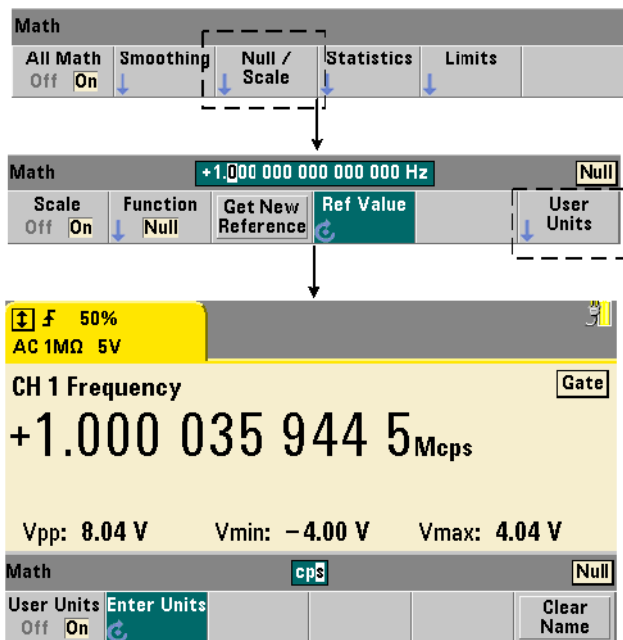 Math
All Math Smoothing Null / Statistics Limits
Off On Scale
Math +1.000 000 000 000 000 Hz Null
Scale Function Get New Ref Value User
Off On Null Reference Units
50%
AC 1MΩ 5V
CH 1 Frequency Gate
+1.000 035 944 5 Mcps
Vpp: 8.04 V Vmin: −4.00 V Vmax: 4.04 V
Math cps Null
User Units Enter Units Clear
Off On Name